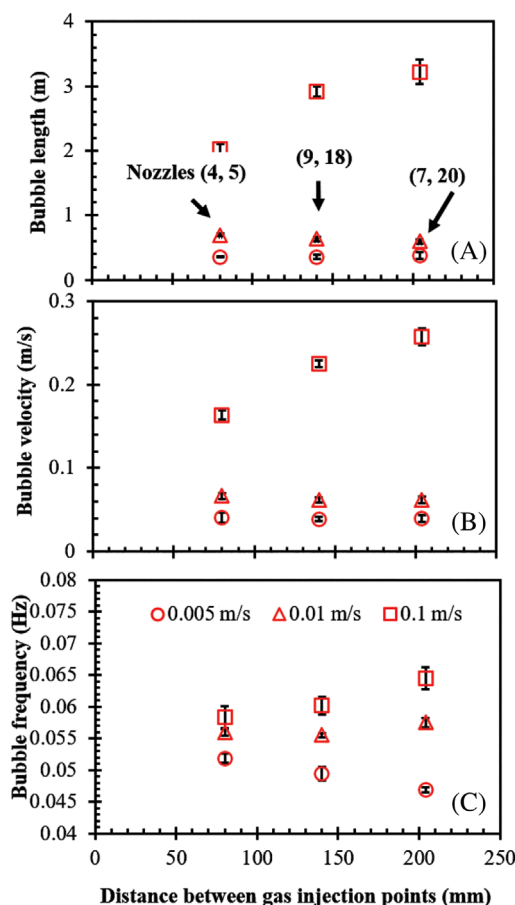 4
3
2
1
0
Bubble length (m)
Nozzles (4, 5)
(9, 18)
(7, 20)
(A)
0.3
0.2
0.1
0
Bubble velocity (m/s)
(B)
0.08
0.075
0.07
0.065
0.06
0.055
0.05
0.045
0.04
Bubble frequency (Hz)
0.005 m/s 0.01 m/s 0.1 m/s
(C)
0 50 100 150 200 250
Distance between gas injection points (mm)